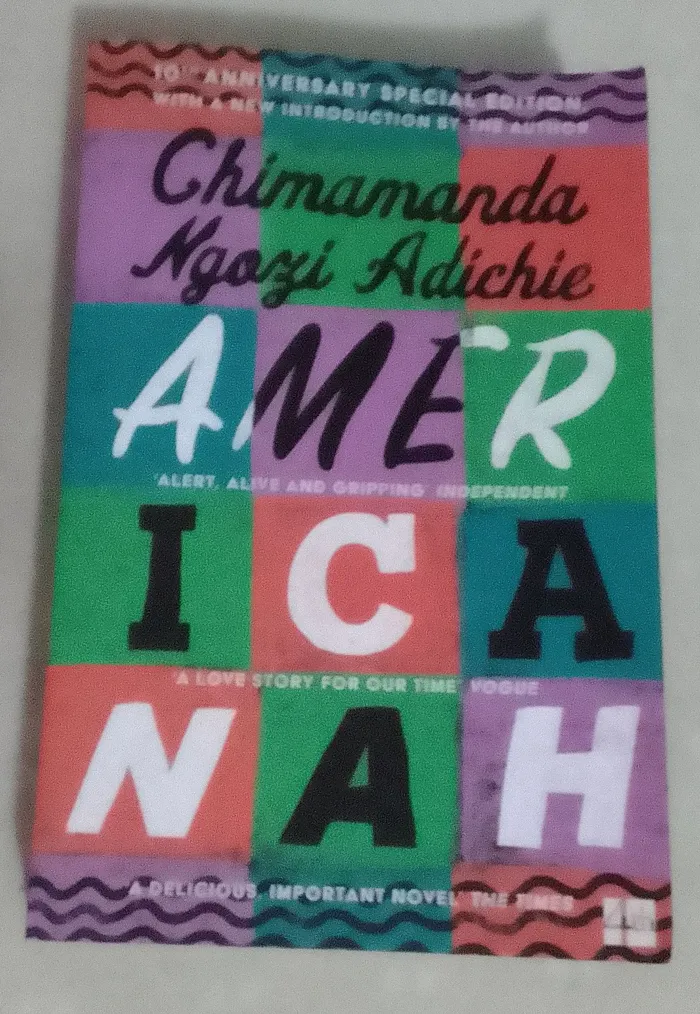 10TH ANNIVERSARY SPECIAL EDITION
WITH A NEW INTRODUCTION BY THE AUTHOR
Chimamanda
Ngozi Adichie
AMER
'ALERT, ALIVE AND GRIPPING' INDEPENDENT
ICA
'A LOVE STORY FOR OUR TIME' VOGUE
NAH
'A DELICIOUS, IMPORTANT NOVEL' THE TIMES
4th